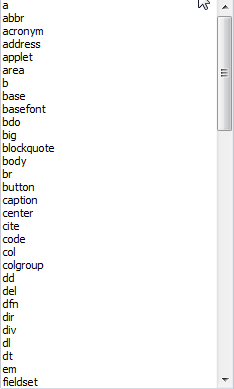 a
abbr
acronym
address
applet
area
b
base
basefont
bdo
big
blockquote
body
br
button
caption
center
cite
code
col
colgroup
dd
del
dfn
dir
div
dl
dt
em
fieldset